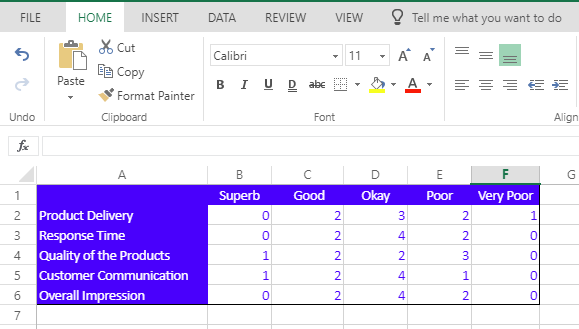 FILE HOME INSERT DATA REVIEW VIEW Tell me what you want to do
Cut
Copy
Format Painter
Paste
Calibri 11 A A
B I U D abc A
Undo Clipboard Font Align
fx
A B C D E F G
1 Superb Good Okay Poor Very Poor
2 Product Delivery 0 2 3 2 1
3 Response Time 0 2 4 2 0
4 Quality of the Products 1 2 2 3 0
5 Customer Communication 1 2 4 1 0
6 Overall Impression 0 2 4 2 0
7